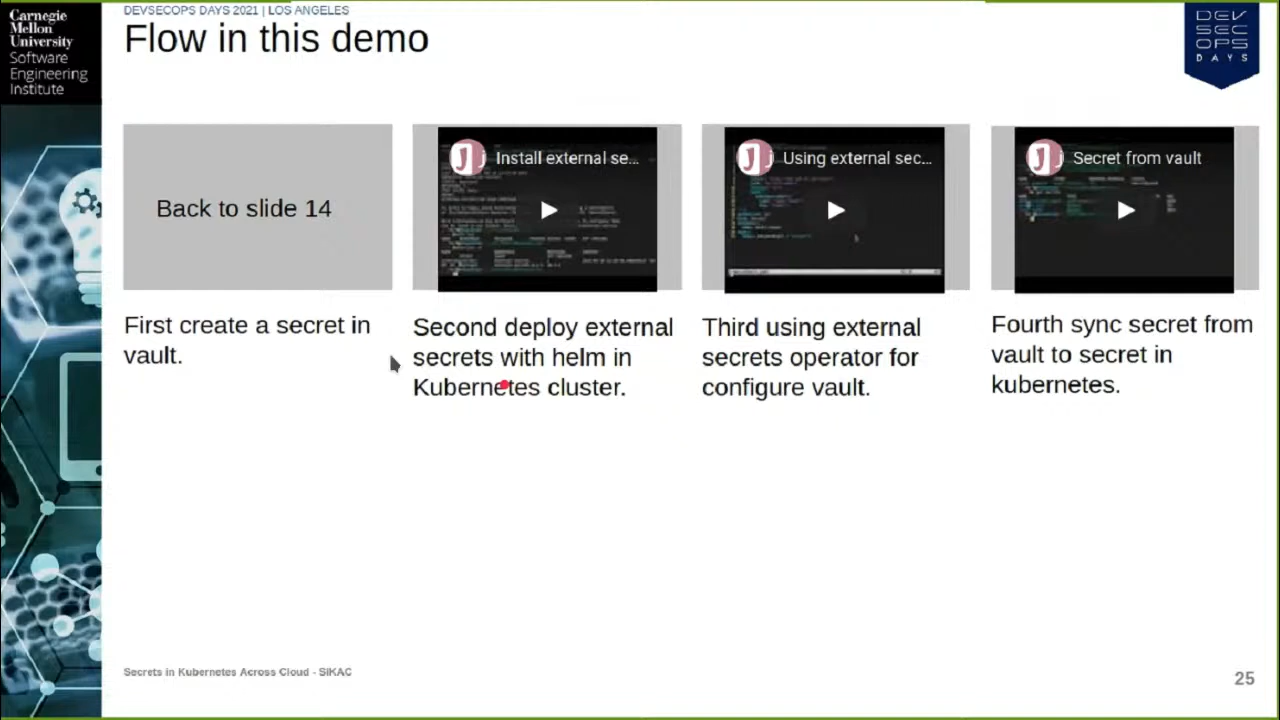 Carnegie
Mellon
University
Software
Engineering
Institute
DEVSECOPS DAYS 2021 | LOS ANGELES
Flow in this demo
DEV
SEC
OPS
DAYS
Back to slide 14
Install external se...
Using external sec...
Secret from vault
First create a secret in
vault.
Second deploy external
secrets with helm in
Kubernetes cluster.
Third using external
secrets operator for
configure vault.
Fourth sync secret from
vault to secret in
kubernetes.
Secrets in Kubernetes Across Cloud - SIKAC
25